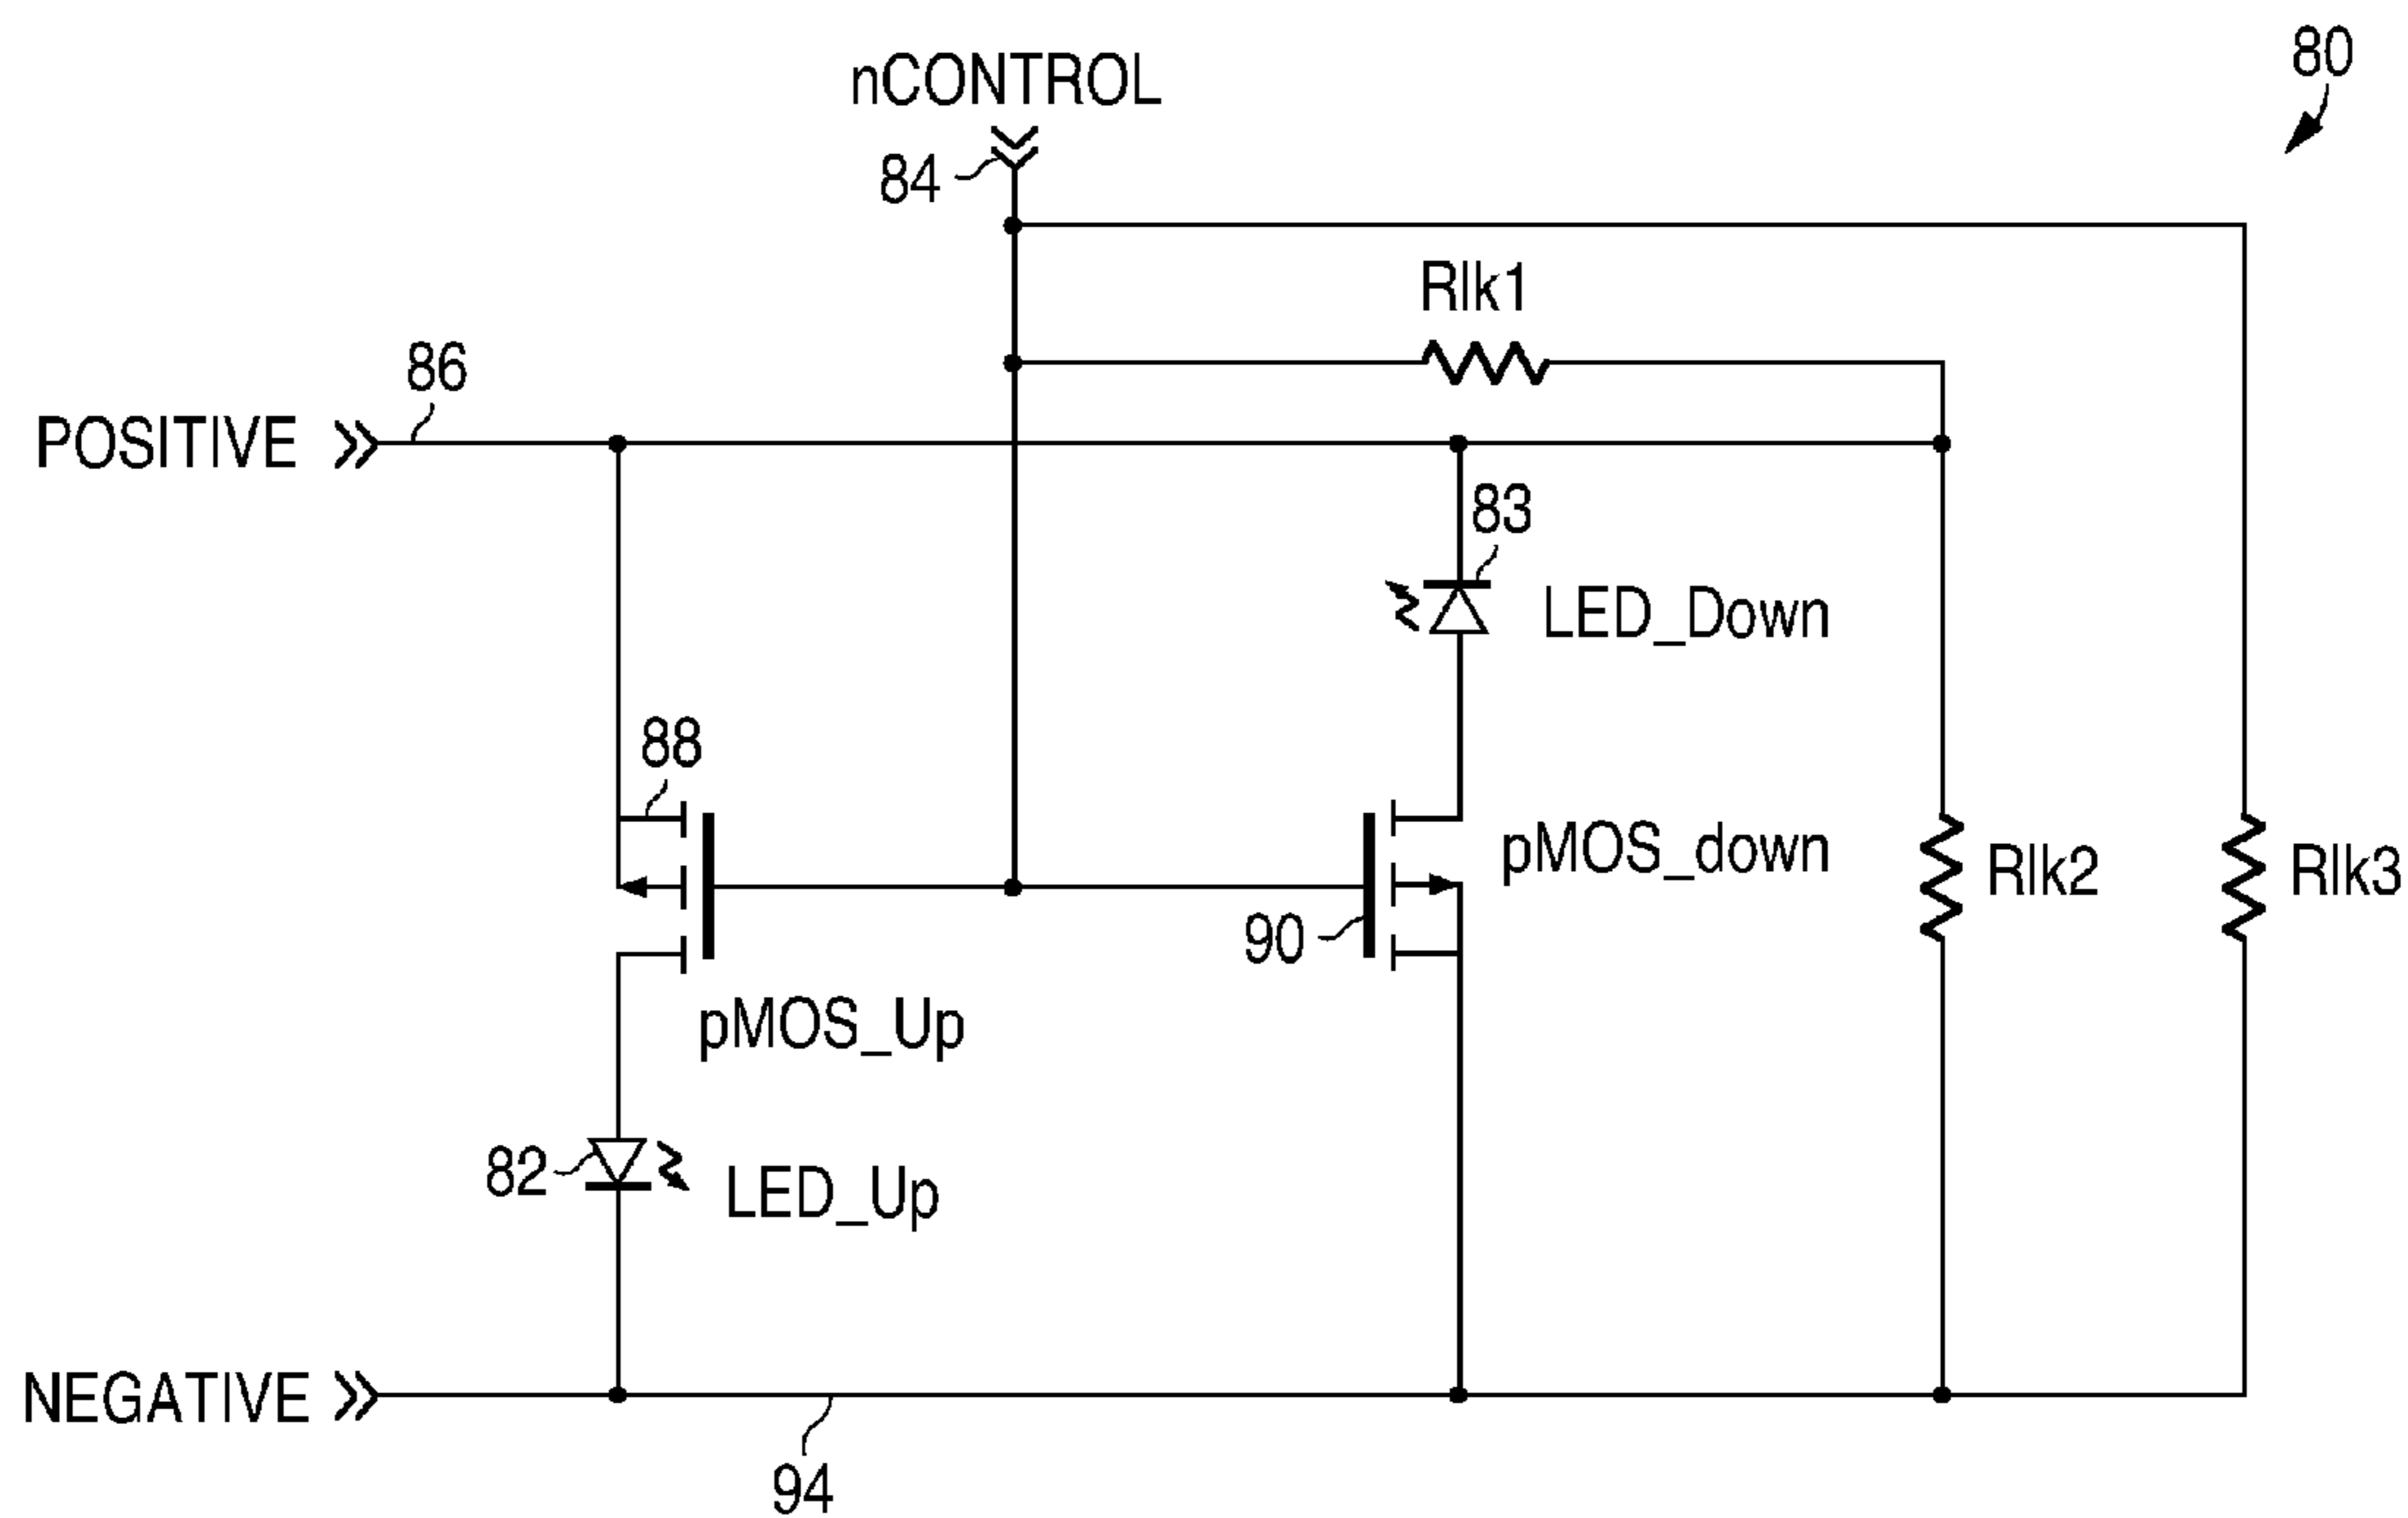 80
nCONTROL
84
Rlk1
86
POSITIVE
83
LED_Down
88
pMOS_down
Rlk2
Rlk3
90
pMOS_Up
82
LED_Up
NEGATIVE
94